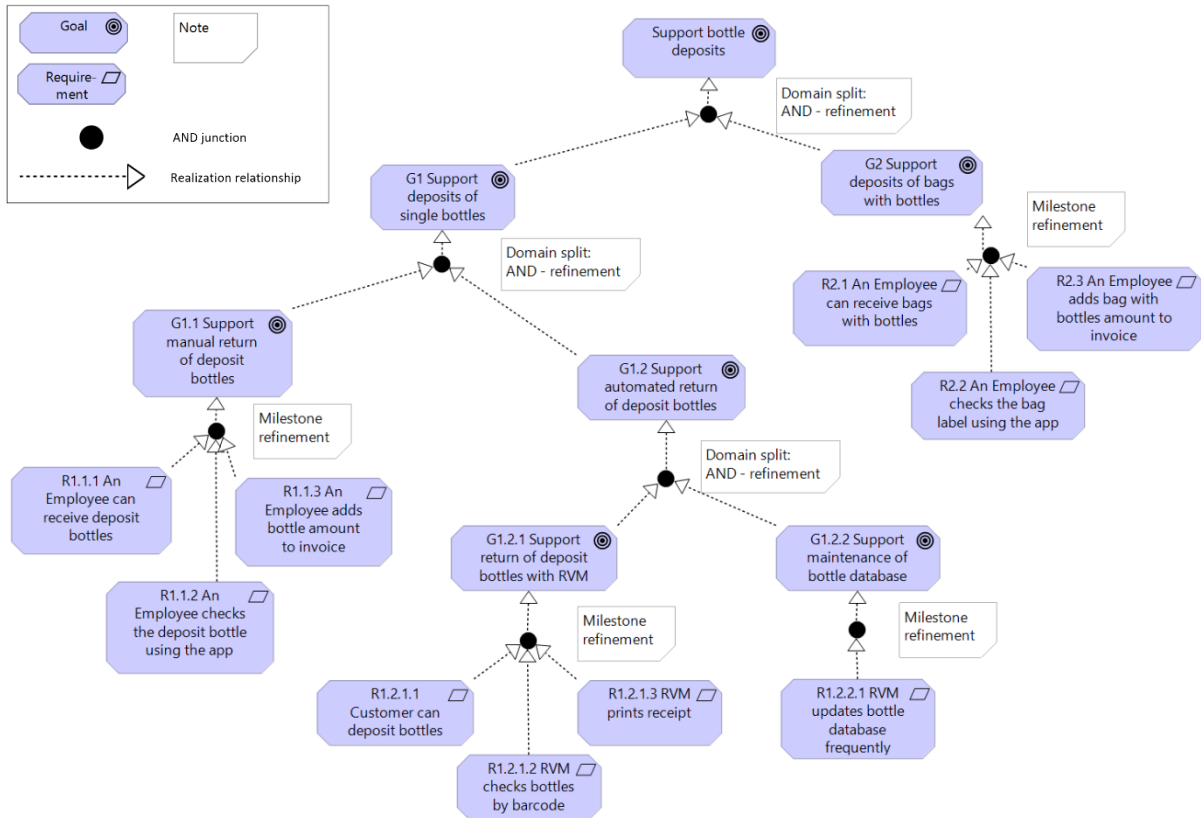 Goal
Note
Require-
ment
AND junction
Realization relationship
Support bottle
deposits
Domain split:
AND - refinement
G1 Support
deposits of
single bottles
G2 Support
deposits of bags
with bottles
Domain split:
AND - refinement
Milestone
refinement
R2.1 An Employee
can receive bags
with bottles
R2.3 An Employee
adds bag with
bottles amount to
invoice
R2.2 An Employee
checks the bag
label using the app
G1.1 Support
manual return
of deposit
bottles
G1.2 Support
automated return
of deposit bottles
Milestone
refinement
R1.1.1 An
Employee can
receive deposit
bottles
R1.1.3 An
Employee adds
bottle amount
to invoice
R1.1.2 An
Employee checks
the deposit bottle
using the app
Domain split:
AND - refinement
G1.2.1 Support
return of deposit
bottles with RVM
G1.2.2 Support
maintenance of
bottle database
Milestone
refinement
Milestone
refinement
R1.2.1.1
Customer can
deposit bottles
R1.2.1.3 RVM
prints receipt
R1.2.1.2 RVM
checks bottles
by barcode
R1.2.2.1 RVM
updates bottle
database
frequently